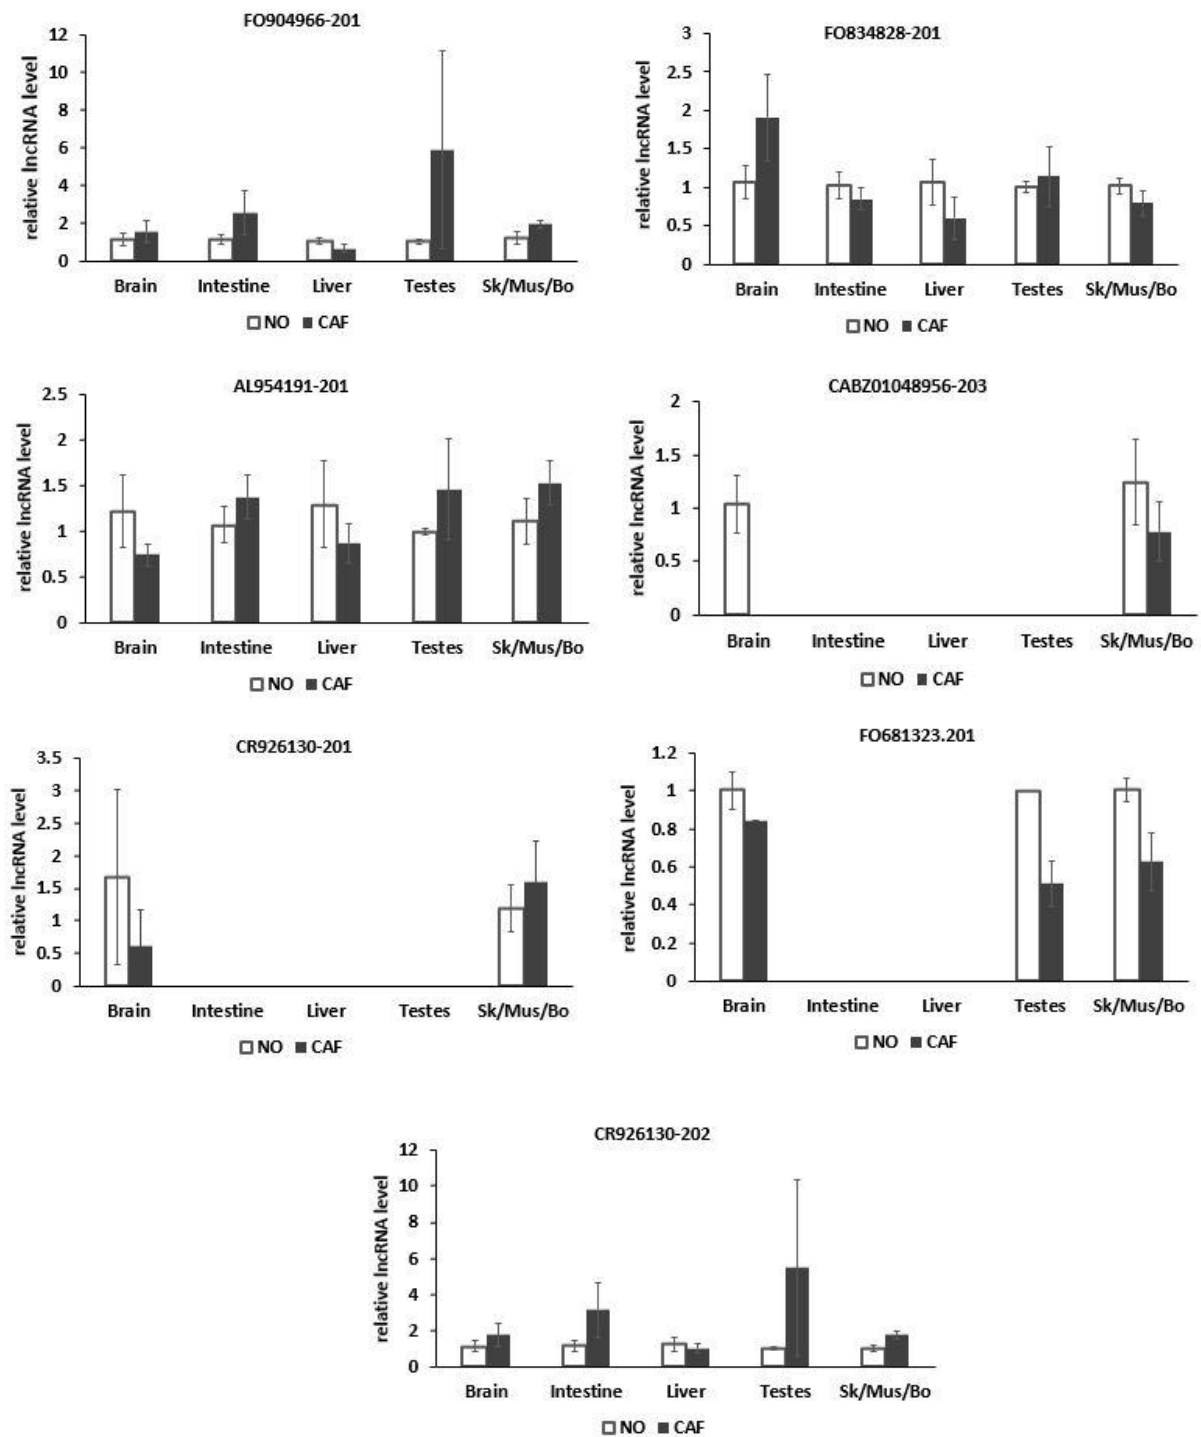 FO904966-201
relative lncRNA level
12
10
8
6
4
2
0
Brain Intestine Liver Testes Sk/Mus/Bo
NO CAF
FO834828-201
relative lncRNA level
3
2.5
2
1.5
1
0.5
0
Brain Intestine Liver Testes Sk/Mus/Bo
NO CAF
AL954191-201
relative lncRNA level
2.5
2
1.5
1
0.5
0
Brain Intestine Liver Testes Sk/Mus/Bo
NO CAF
CABZ01048956-203
relative lncRNA level
2
1.5
1
0.5
0
Brain Intestine Liver Testes Sk/Mus/Bo
NO CAF
CR926130-201
relative lncRNA level
3.5
3
2.5
2
1.5
1
0.5
0
Brain Intestine Liver Testes Sk/Mus/Bo
NO CAF
FO681323.201
relative lncRNA level
1.2
1
0.8
0.6
0.4
0.2
0
Brain Intestine Liver Testes Sk/Mus/Bo
NO CAF
CR926130-202
relative lncRNA level
12
10
8
6
4
2
0
Brain Intestine Liver Testes Sk/Mus/Bo
NO CAF